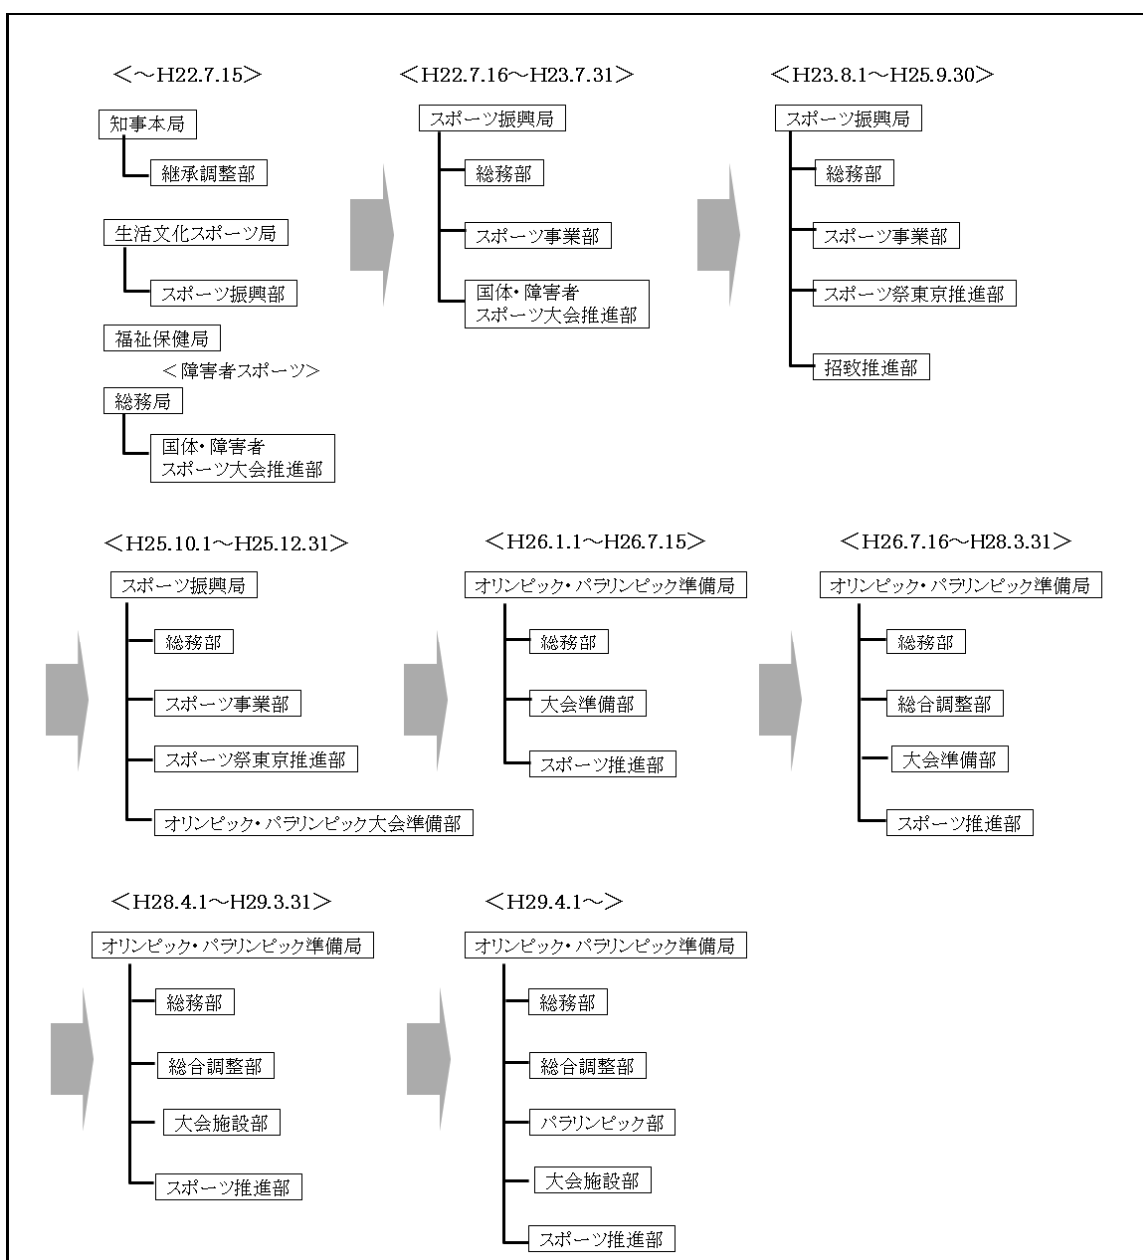 ＜～H22.7.15＞
知事本局
継承調整部
生活文化スポーツ局
スポーツ振興部
福祉保健局
＜障害者スポーツ＞
総務局
国体・障害者
スポーツ大会推進部
＜H22.7.16～H23.7.31＞
スポーツ振興局
総務部
スポーツ事業部
国体・障害者
スポーツ大会推進部
＜H23.8.1～H25.9.30＞
スポーツ振興局
総務部
スポーツ事業部
スポーツ祭東京推進部
招致推進部
＜H25.10.1～H25.12.31＞
スポーツ振興局
総務部
スポーツ事業部
スポーツ祭東京推進部
オリンピック・パラリンピック大会準備部
＜H26.1.1～H26.7.15＞
オリンピック・パラリンピック準備局
総務部
大会準備部
スポーツ推進部
＜H26.7.16～H28.3.31＞
オリンピック・パラリンピック準備局
総務部
総合調整部
大会準備部
スポーツ推進部
＜H28.4.1～H29.3.31＞
オリンピック・パラリンピック準備局
総務部
総合調整部
大会施設部
スポーツ推進部
＜H29.4.1～＞
オリンピック・パラリンピック準備局
総務部
総合調整部
パラリンピック部
大会施設部
スポーツ推進部